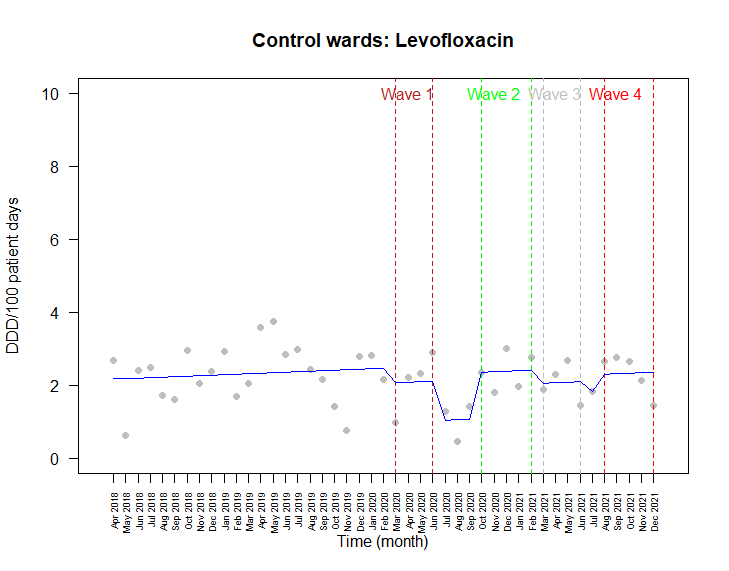 Control wards: Levofloxacin
DDD/100 patient days
10
8
6
4
2
0
Wave 1
Wave 2
Wave 3
Wave 4
Apr 2018
May 2018
Jun 2018
Jul 2018
Aug 2018
Sep 2018
Oct 2018
Nov 2018
Dec 2018
Jan 2019
Feb 2019
Mar 2019
Apr 2019
May 2019
Jun 2019
Jul 2019
Aug 2019
Sep 2019
Oct 2019
Nov 2019
Dec 2019
Jan 2020
Feb 2020
Mar 2020
Apr 2020
May 2020
Jun 2020
Jul 2020
Aug 2020
Sep 2020
Oct 2020
Nov 2020
Dec 2020
Jan 2021
Feb 2021
Mar 2021
Apr 2021
May 2021
Jun 2021
Jul 2021
Aug 2021
Sep 2021
Oct 2021
Nov 2021
Dec 2021
Time (month)